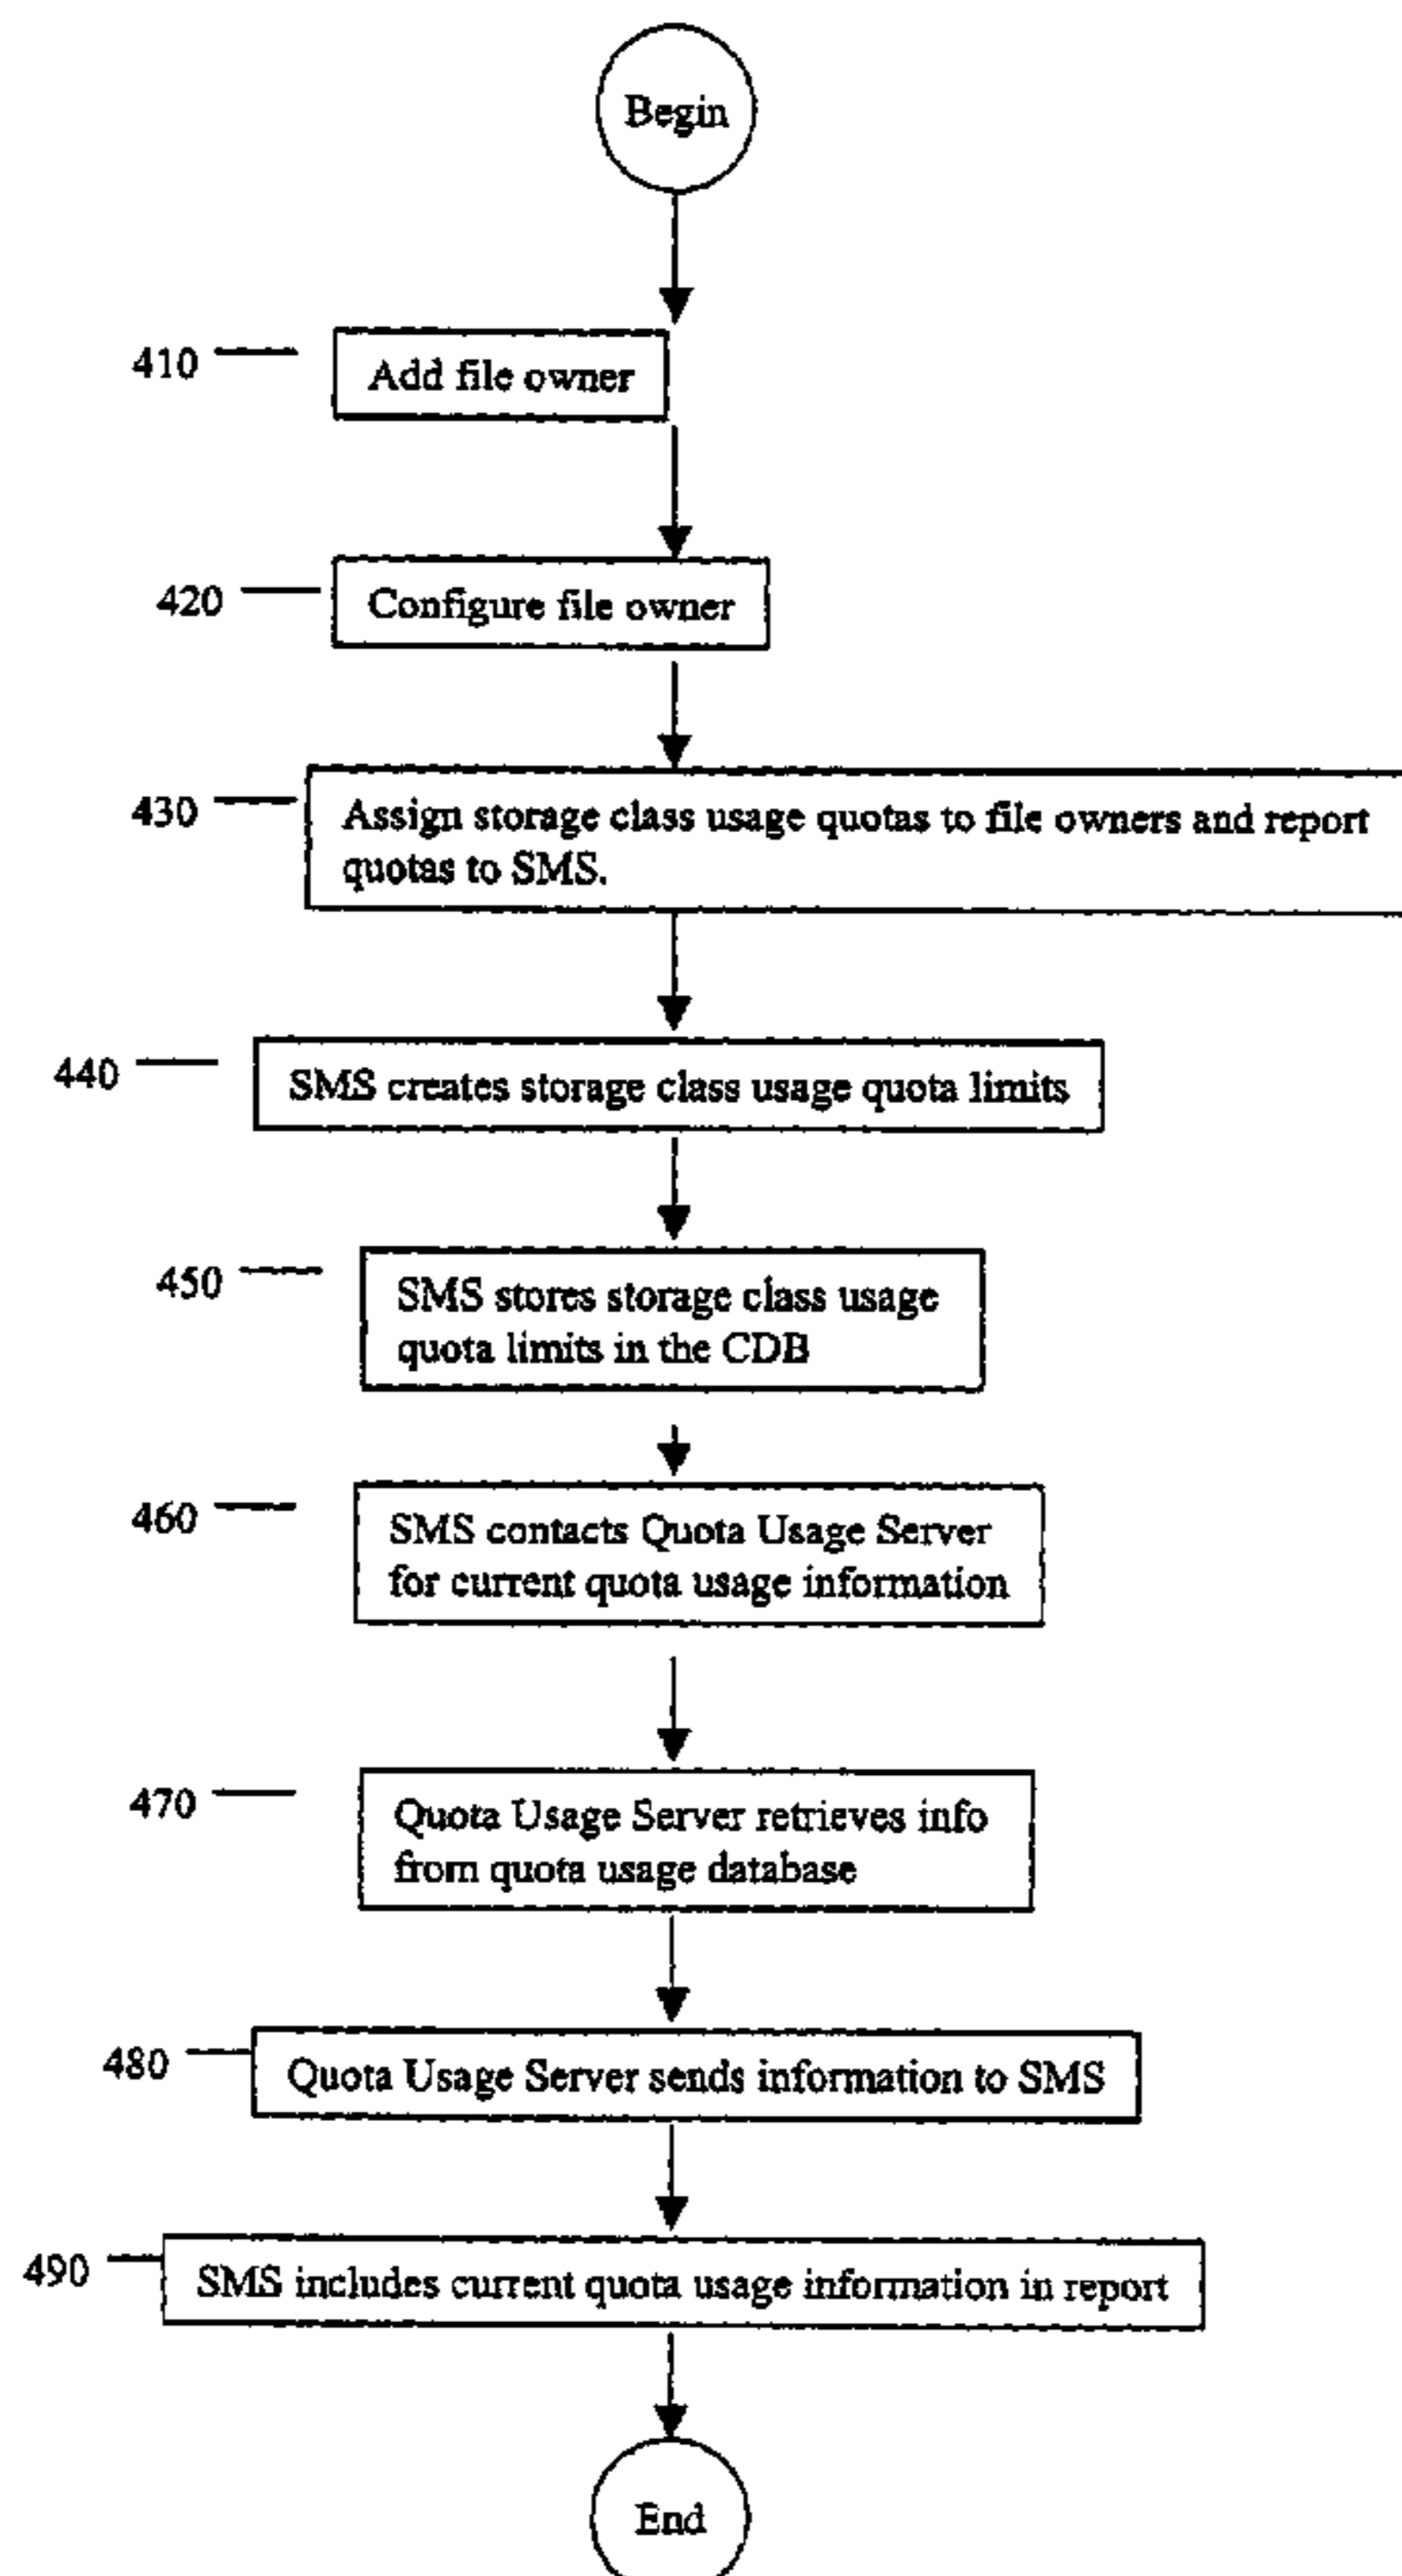 Begin
410
Add file owner
420
Configure file owner
430
Assign storage class usage quotas to file owners and report
quotas to SMS.
440
SMS creates storage class usage quota limits
450
SMS stores storage class usage
quota limits in the CDB
460
SMS contacts Quota Usage Server
for current quota usage information
470
Quota Usage Server retrieves info
from quota usage database
480
Quota Usage Server sends information to SMS
490
SMS includes current quota usage information in report
End